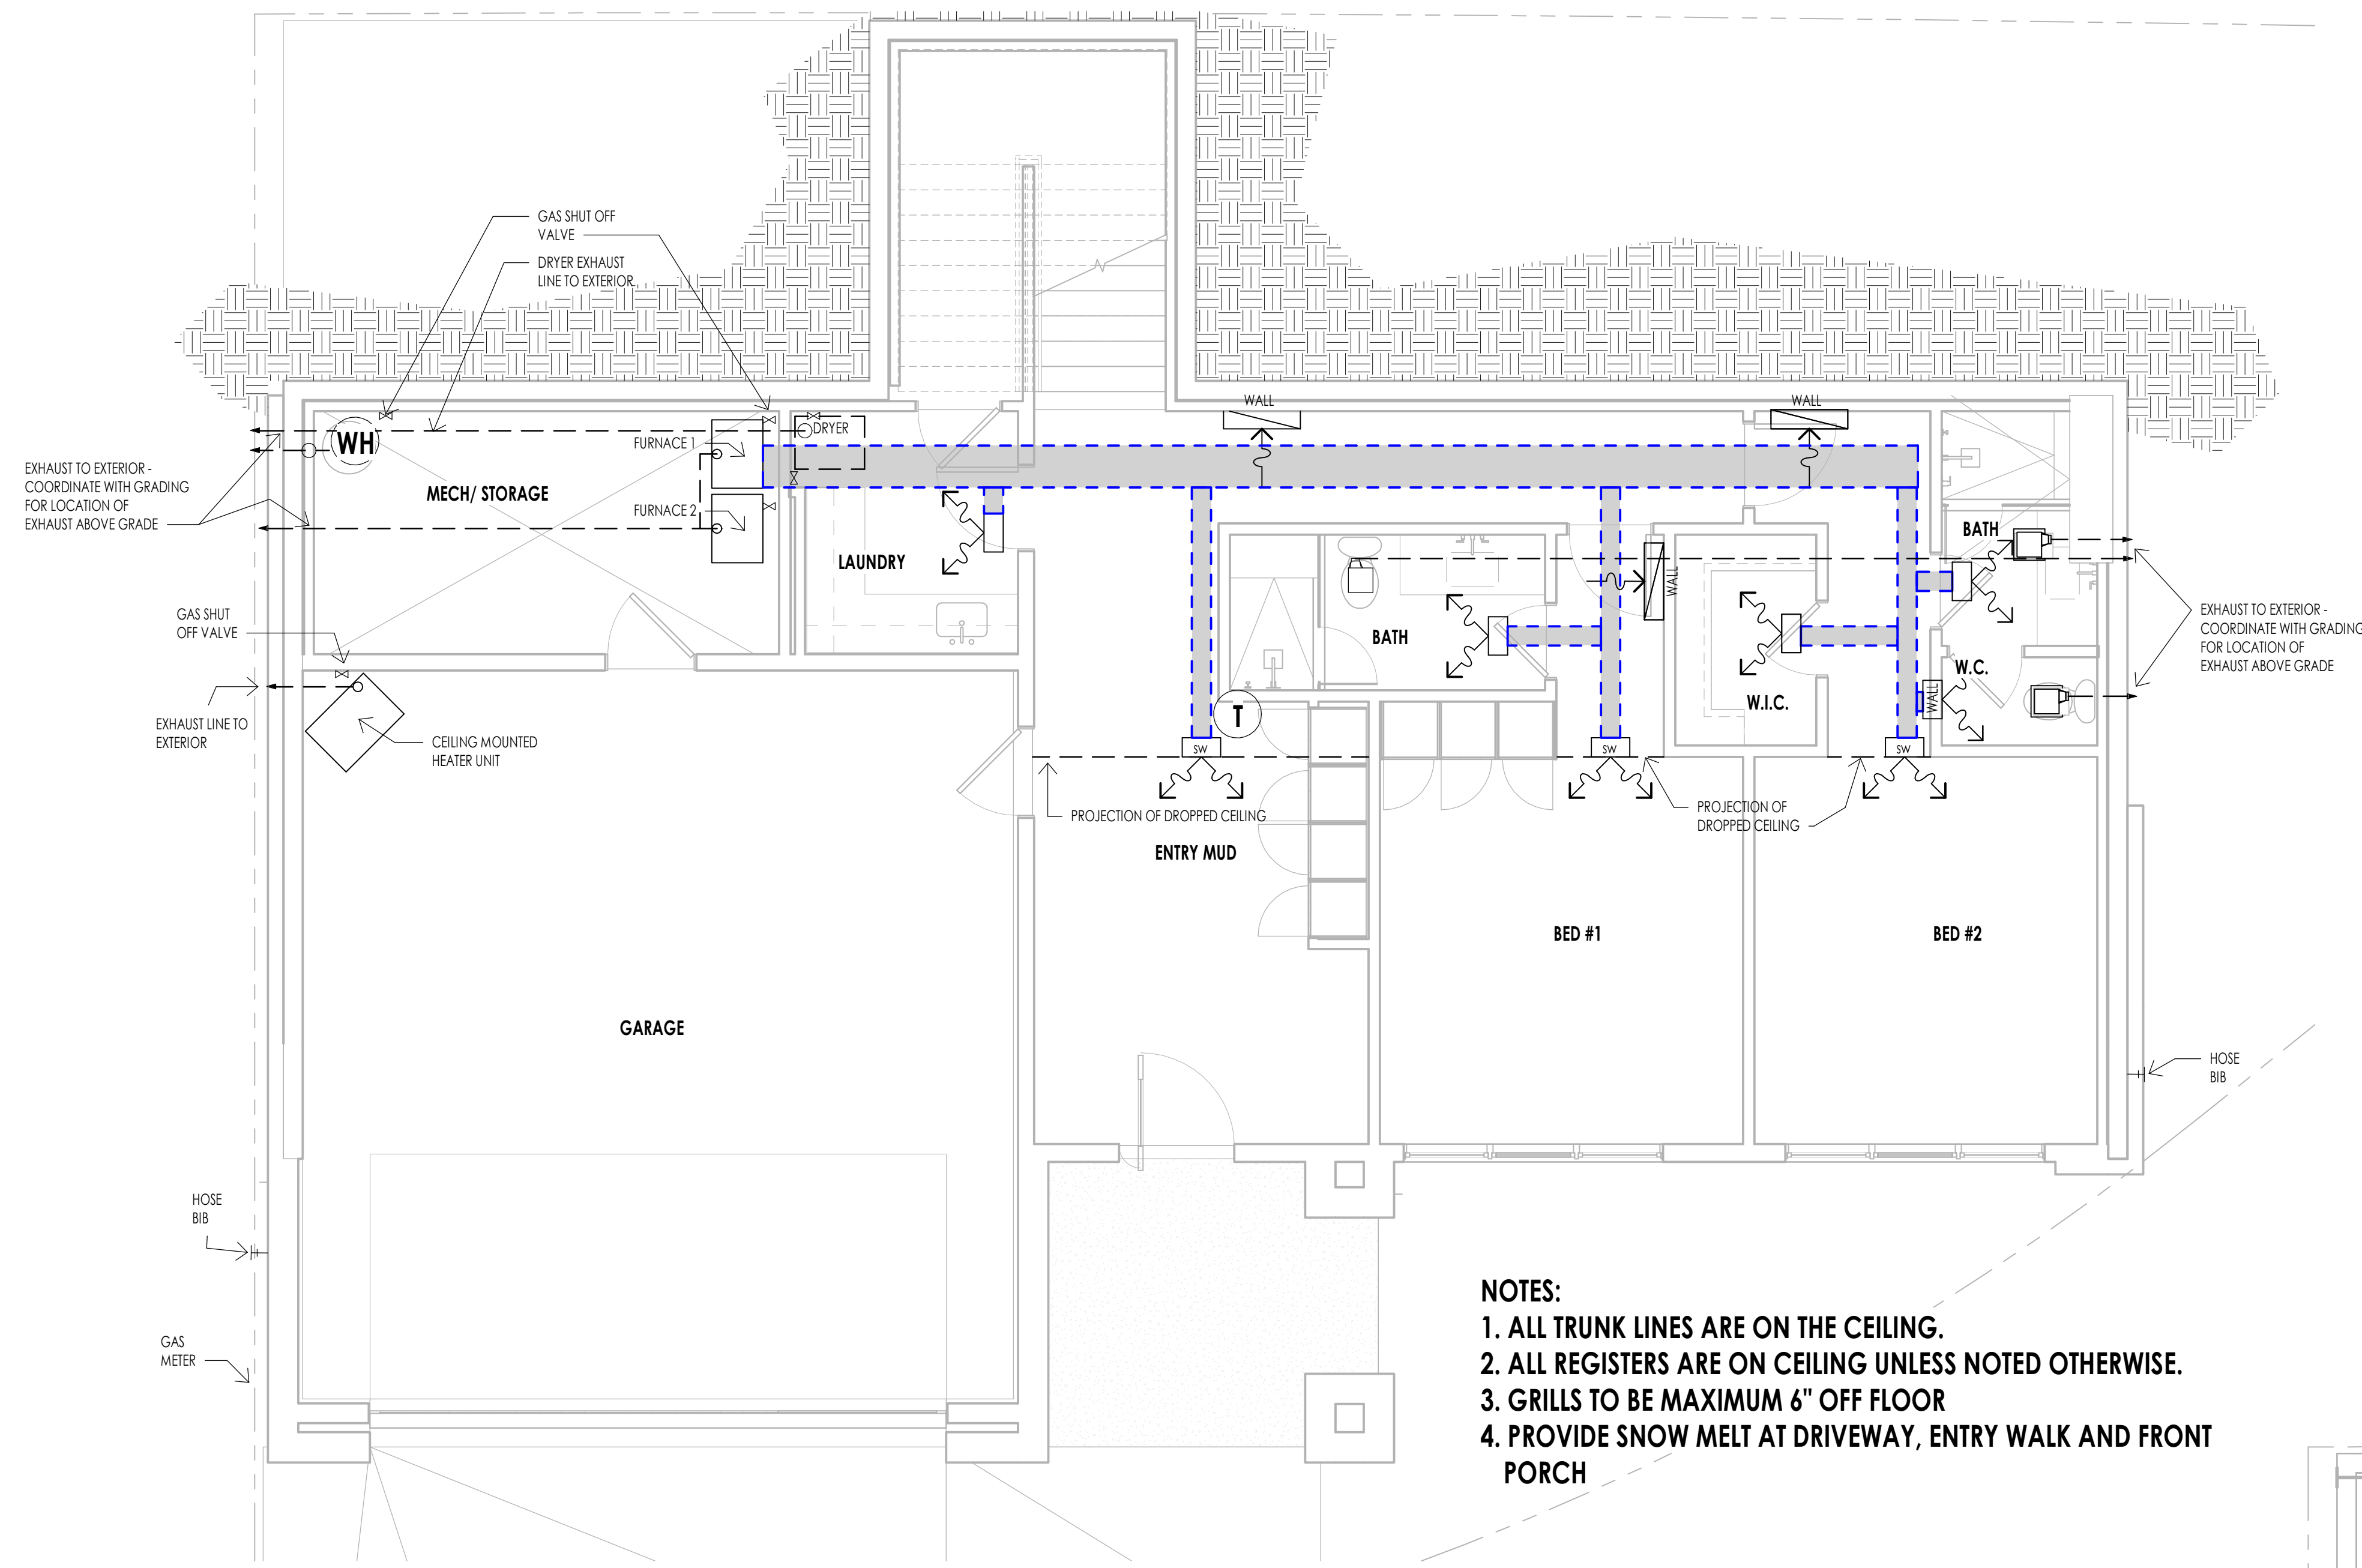 GAS SHUT OFF
VALVE
DRYER EXHAUST
LINE TO EXTERIOR
WALL
WALL
WH
DRYER
FURNACE 1
EXHAUST TO EXTERIOR -
COORDINATE WITH GRADING
FOR LOCATION OF
EXHAUST ABOVE GRADE
MECH/ STORAGE
FURNACE 2
LAUNDRY
BATH
WALL
BATH
GAS SHUT
OFF VALVE
EXHAUST TO EXTERIOR -
COORDINATE WITH GRADING
FOR LOCATION OF
EXHAUST ABOVE GRADE
W.C.
WALL
W.I.C.
T
EXHAUST LINE TO
EXTERIOR
CEILING MOUNTED
HEATER UNIT
SW
SW
SW
PROJECTION OF DROPPED CEILING
PROJECTION OF
DROPPED CEILING
ENTRY MUD
BED #1
BED #2
GARAGE
HOSE
BIB
HOSE
BIB
GAS
METER
NOTES:
1. ALL TRUNK LINES ARE ON THE CEILING.
2. ALL REGISTERS ARE ON CEILING UNLESS NOTED OTHERWISE.
3. GRILLS TO BE MAXIMUM 6" OFF FLOOR
4. PROVIDE SNOW MELT AT DRIVEWAY, ENTRY WALK AND FRONT
PORCH